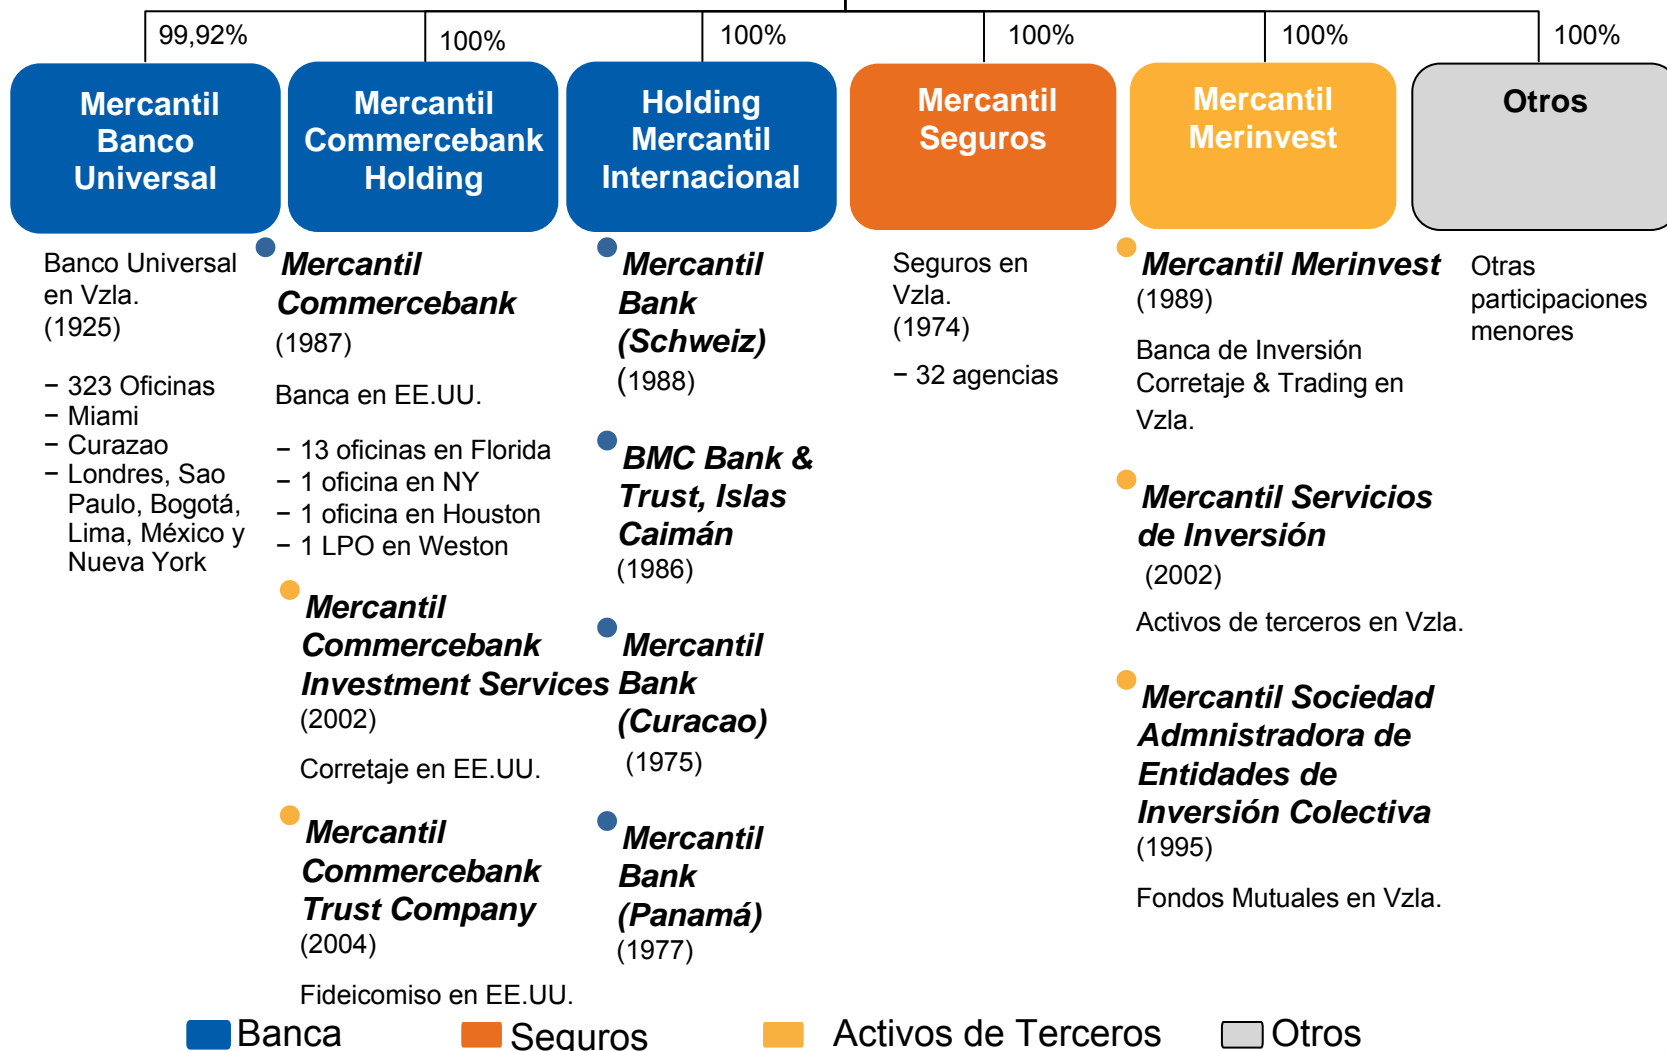 99,92%
100%
100%
100%
100%
100%
Mercantil
Banco
Universal
Mercantil
Commercebank
Holding
Holding
Mercantil
Internacional
Mercantil
Seguros
Mercantil
Merinvest
Otros
Banco Universal
en Vzla.
(1925)
− 323 Oficinas
− Miami
− Curazao
− Londres, Sao
Paulo, Bogotá,
Lima, México y
Nueva York
Mercantil
Commercebank
(1987)
Banca en EE.UU.
− 13 oficinas en Florida
− 1 oficina en NY
− 1 oficina en Houston
− 1 LPO en Weston
Mercantil
Commercebank
Investment Services
(2002)
Corretaje en EE.UU.
Mercantil
Commercebank
Trust Company
(2004)
Fideicomiso en EE.UU.
Mercantil
Bank
(Schweiz)
(1988)
BMC Bank &
Trust, Islas
Caimán
(1986)
Mercantil
Bank
(Curacao)
(1975)
Mercantil
Bank
(Panamá)
(1977)
Seguros en
Vzla.
(1974)
− 32 agencias
Mercantil Merinvest
(1989)
Banca de Inversión
Corretaje & Trading en
Vzla.
Mercantil Servicios
de Inversión
(2002)
Activos de terceros en Vzla.
Mercantil Sociedad
Admnistradora de
Entidades de
Inversión Colectiva
(1995)
Fondos Mutuales en Vzla.
Otras
participaciones
menores
Banca
Seguros
Activos de Terceros
Otros